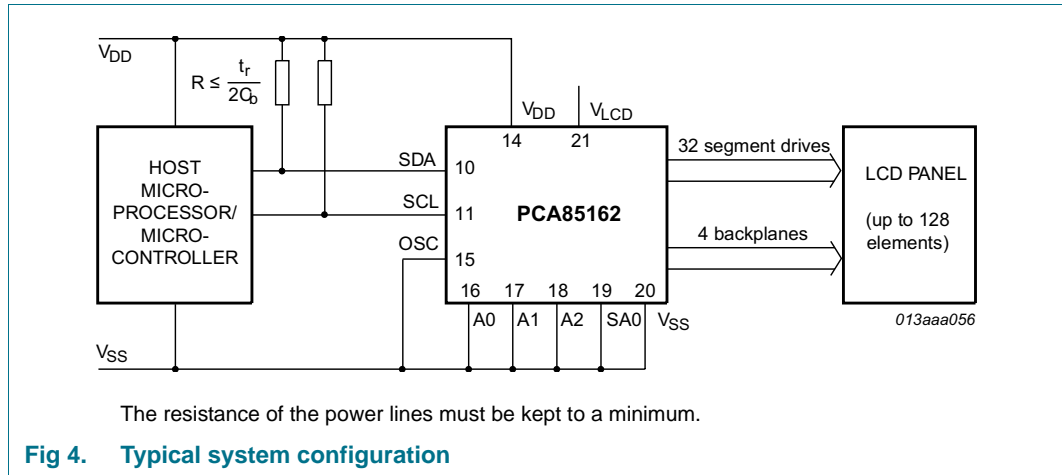 VDD
R ≤ tr
2Cb
VDD
VLCD
14
21
HOST
MICRO-
PROCESSOR/
MICRO-
CONTROLLER
SDA
10
SCL
11
OSC
15
PCA85162
16
17
18
19
20
A0
A1
A2
SA0
VSS
32 segment drives
4 backplanes
LCD PANEL
(up to 128
elements)
013aaa056
VSS
The resistance of the power lines must be kept to a minimum.
Fig 4. Typical system configuration